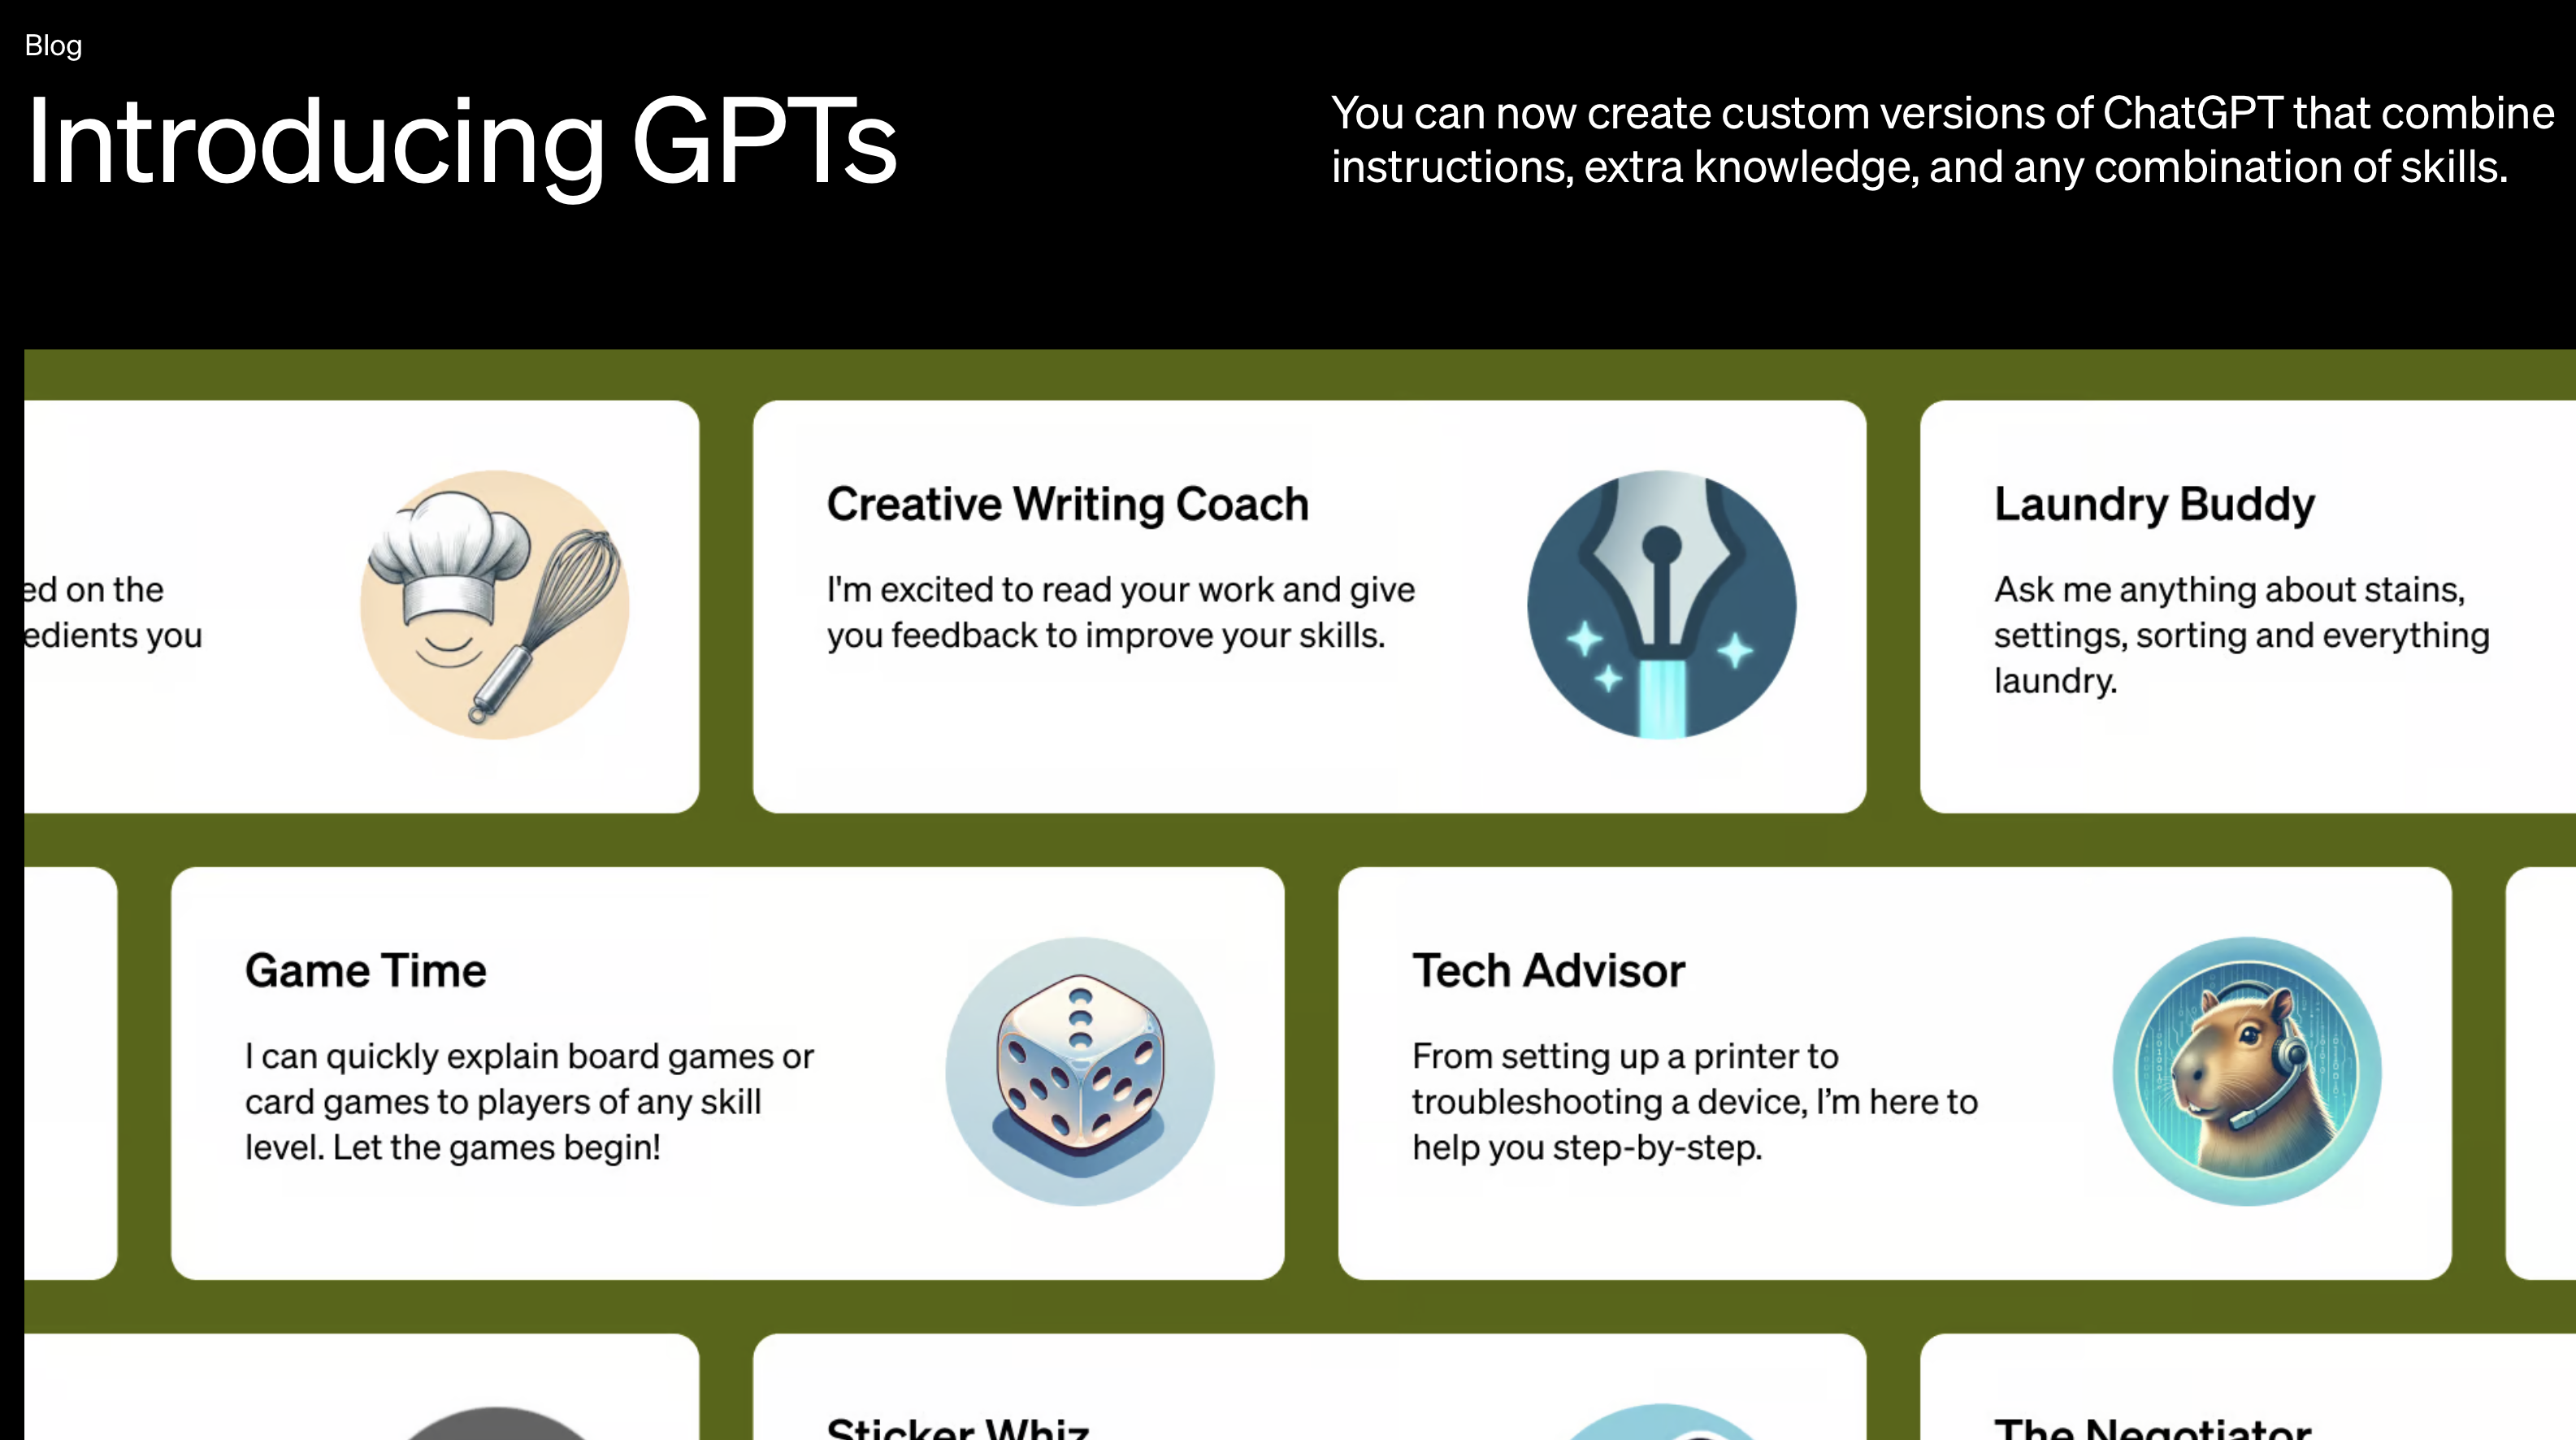 Blog
Introducing GPTs
You can now create custom versions of ChatGPT that combine
instructions, extra knowledge, and any combination of skills.
ed on the
edients you
Creative Writing Coach
I'm excited to read your work and give
you feedback to improve your skills.
Laundry Buddy
Ask me anything about stains,
settings, sorting and everything
laundry.
Game Time
I can quickly explain board games or
card games to players of any skill
level. Let the games begin!
Tech Advisor
From setting up a printer to
troubleshooting a device, I’m here to
help you step-by-step.
Sticker Whiz
The Negotiator